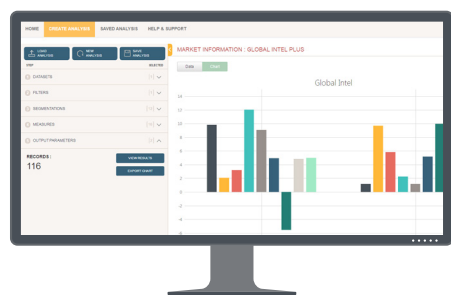 HOME CREATE ANALYSIS SAVED ANALYSIS HELP & SUPPORT
LOAD ANALYSIS NEW ANALYSIS SAVE ANALYSIS
MARKET INFORMATION : GLOBAL INTEL PLUS
STEP SELECTED
Data Chart
DATASETS
Global Intel
FILTERS
SEGMENTATIONS
MEASURES
OUTPUT PARAMETERS
RECORDS:
116
VIEW RESULTS
EXPORT CHART
14
12
10
8
6
4
2
0
-2
-4
-6